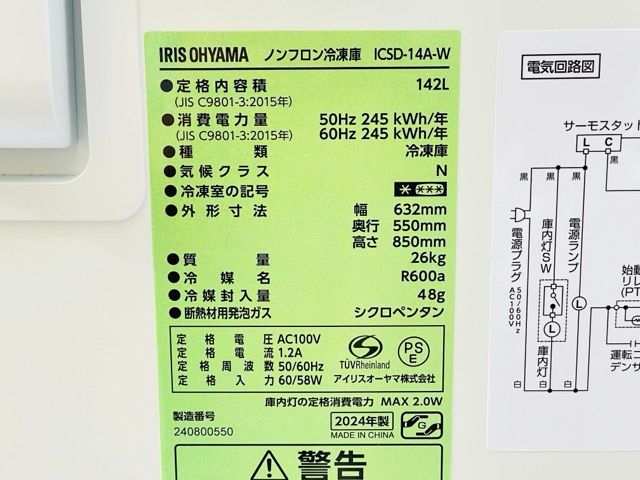 IRIS OHYAMA ノンフロン冷凍庫 ICSD-14A-W
●定格内容積 142L
(JIS C9801-3:2015年)
●消費電力量 50Hz 245 kWh/年
(JIS C9801-3:2015年) 60Hz 245 kWh/年
●種類 冷凍庫
●気候クラス N
●冷凍室の記号
●外形寸法 幅 632mm
奥行 550mm
高さ 850mm
●質量 26kg
●冷媒名 R600a
●冷媒封入量 48g
●断熱材用発泡ガス シクロペンタン
定格電圧 AC100V
定格電流 1.2A
定格周波数 50/60Hz
定格入力 60/58W
TÜVRheinland
PSE
アイリスオーヤマ株式会社
庫内灯の定格消費電力 MAX 2.0W
製造番号
240800550
2024年製
MADE IN CHINA
G
警告
電気回路図
サーモスタット
L C
黒
黒
黒
電源プラグ
AC100V
50/60Hz
庫内灯SW
電源ランプ
L
L
庫内灯
白
白
白
始動
リレ
(PT
運転コ
デンサ